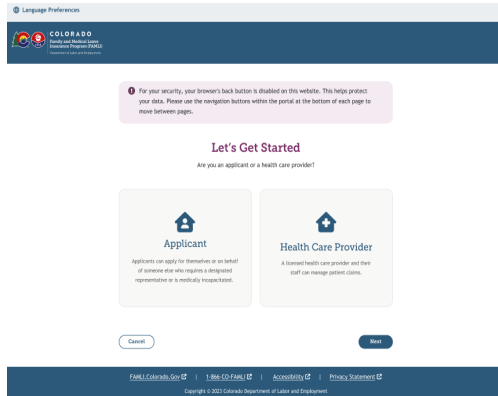 Language Preferences
COLORADO
Family and Medical Leave
Insurance Program (FAMLI)
Department of Labor and Employment
For your security, your browser's back button is disabled on this website. This helps protect
your data. Please use the navigation buttons within the portal at the bottom of each page to
move between pages.
Let's Get Started
Are you an applicant or a health care provider?
Applicant
Applicants can apply for themselves or on behalf
of someone else who requires a designated
representative or is medically incapacitated.
Health Care Provider
A licensed health care provider and their
staff can manage patient claims.
Cancel
Next
FAMLI.Colorado.Gov | 1-866-CO-FAMLI | Accessibility | Privacy Statement
Copyright © 2023 Colorado Department of Labor and Employment